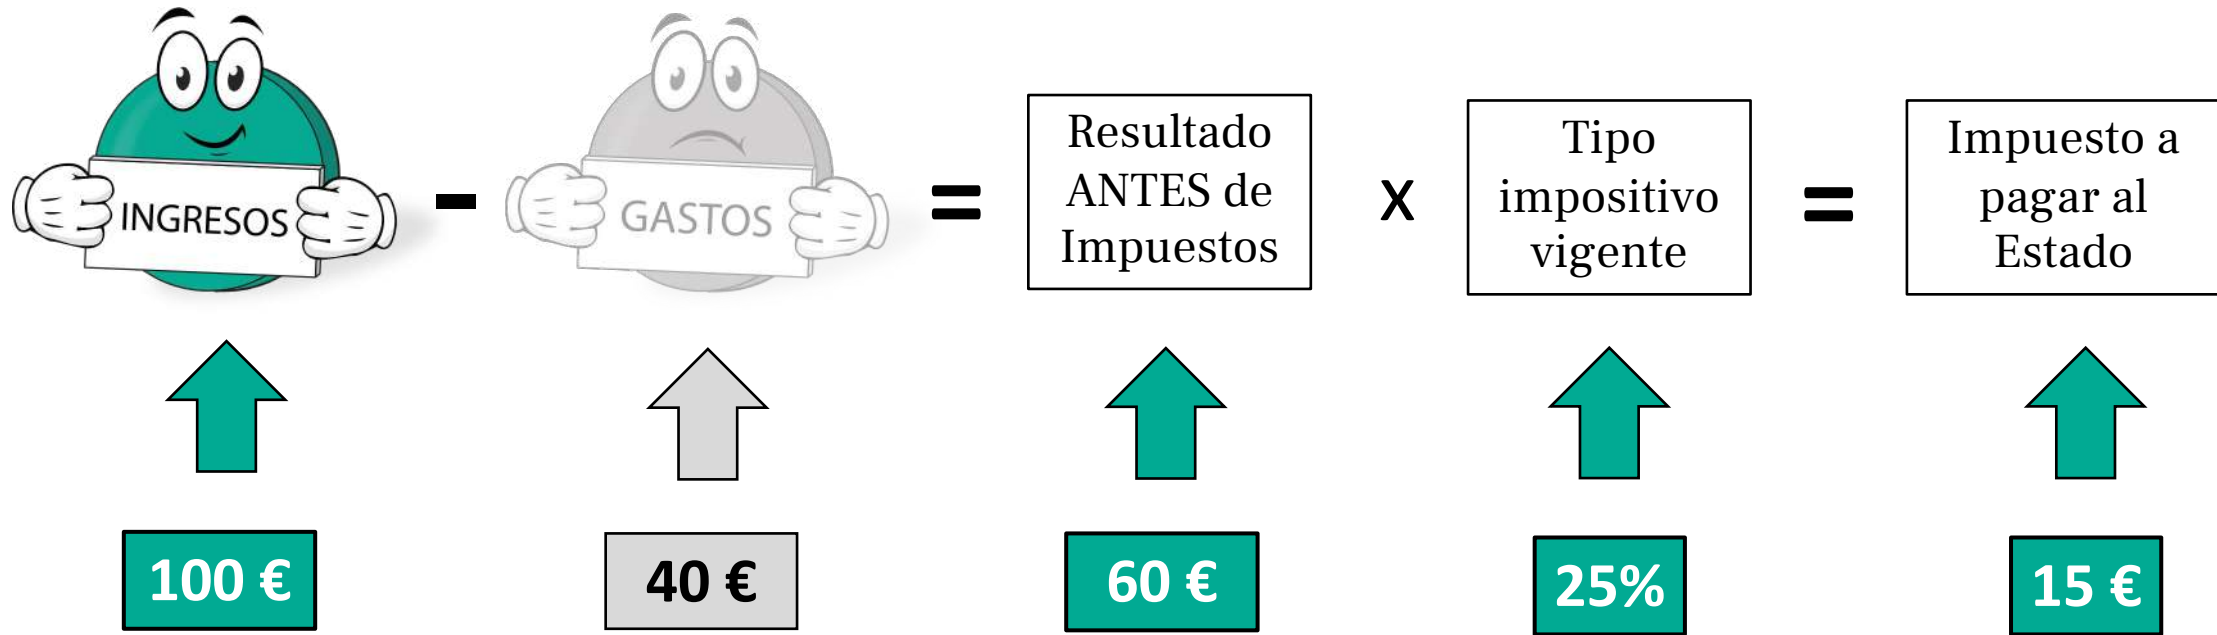 INGRESOS
-
GASTOS
=
Resultado
ANTES de
Impuestos
X
Tipo
impositivo
vigente
=
Impuesto a
pagar al
Estado
100 €
40 €
60 €
25%
15 €